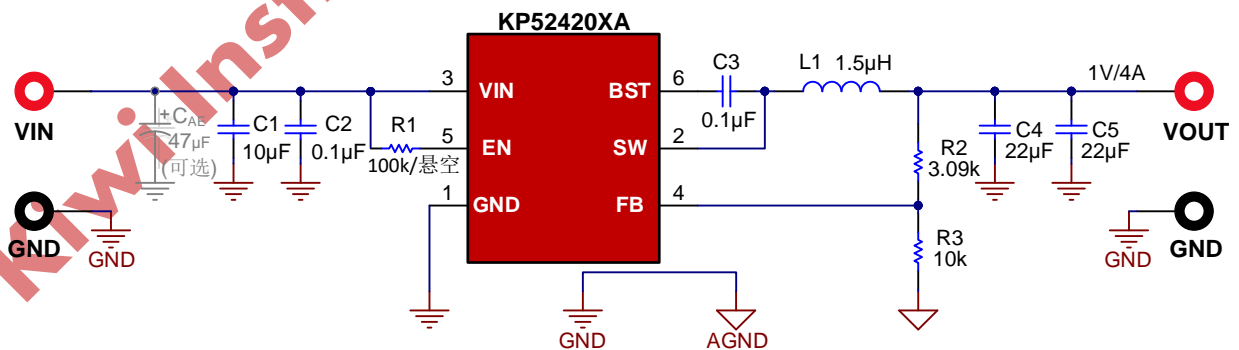 KP52420XA
KiwiInst
VIN
GND
GND
+C_AE
47µF
(可选)
C1
10µF
C2
0.1µF
R1
100k/悬空
3
5
1
VIN
EN
GND
BST
SW
FB
6
2
4
C3
0.1µF
L1
1.5µH
R2
3.09k
R3
10k
C4
22µF
C5
22µF
1V/4A
VOUT
GND
GND
GND
AGND